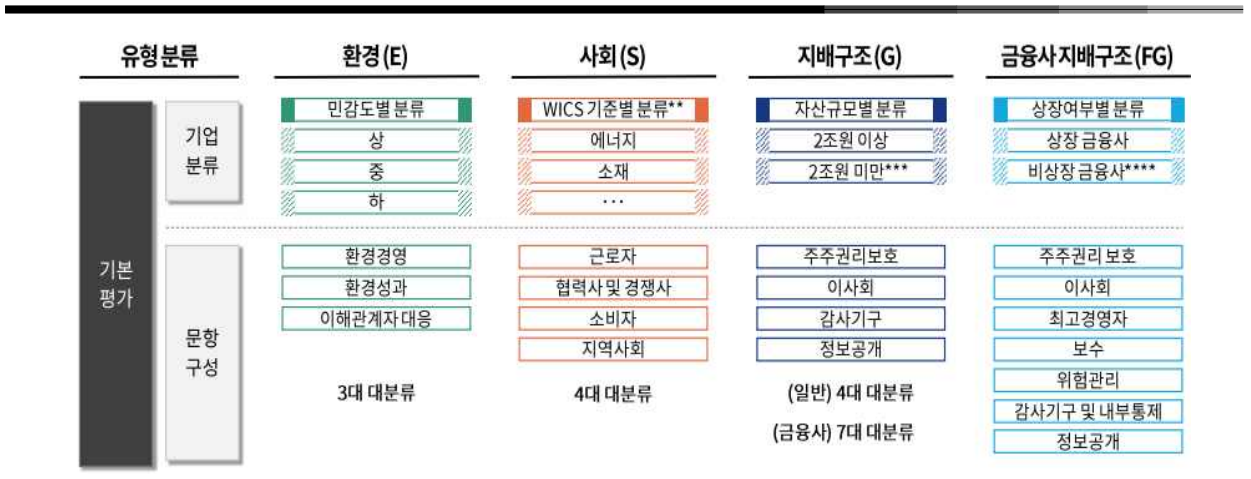 유형 분류
환경(E)
사회(S)
지배구조(G)
금융사지배구조(FG)
기본
평가
기업
분류
민감도별 분류
상
중
하
WICS 기준별 분류**
에너지
소재
...
자산규모별 분류
2조원 이상
2조원 미만***
상장여부별 분류
상장 금융사
비상장 금융사****
문항
구성
환경경영
환경성과
이해관계자 대응
3대 대분류
근로자
협력사 및 경쟁사
소비자
지역사회
4대 대분류
주주권리보호
이사회
감사기구
정보공개
(일반) 4대 대분류
(금융사) 7대 대분류
주주권리 보호
이사회
최고경영자
보수
위험관리
감사기구 및 내부통제
정보공개